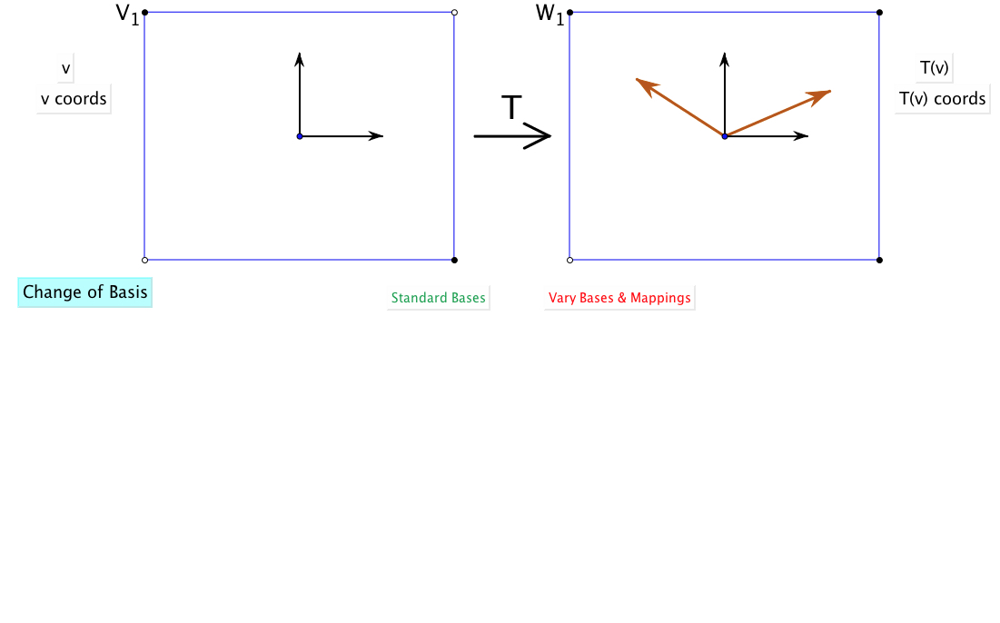 V1
W1
v
v coords
T
T(v)
T(v) coords
Change of Basis
Standard Bases
Vary Bases & Mappings